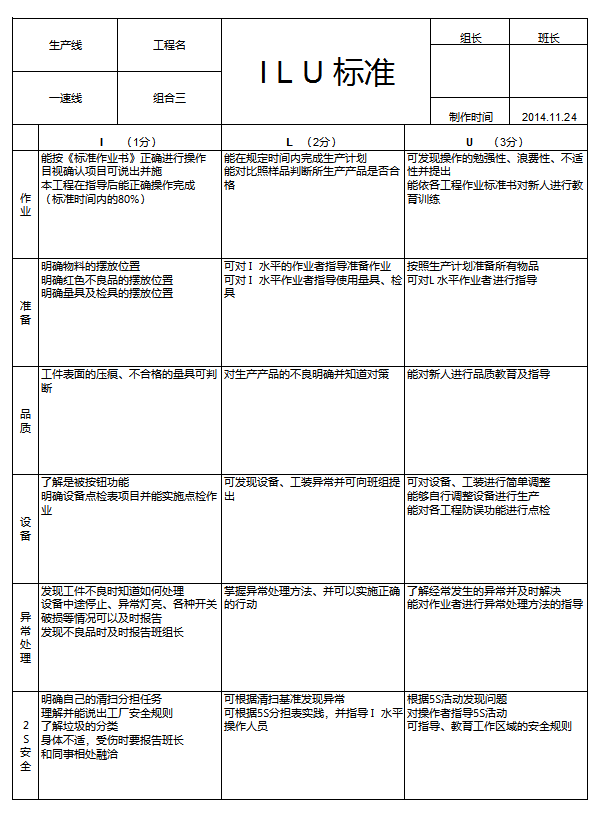 生产线
工程名
ILU标准
组长
班长
一速线
组合三
制作时间
2014.11.24
I （1分）
L （2分）
U （3分）
作业
能按《标准作业书》正确进行操作
目视确认项目可说出并施
本工程在指导后能正确操作完成
（标准时间内的80%）
能在规定时间内完成生产计划
能对比照样品判断所生产产品是否合
格
可发现操作的勉强性、浪要性、不适
性并提出
能依各工程作业标准书对新人进行教
育训练
准备
明确物料的摆放位置
明确红色不良品的摆放位置
明确量具及检具的摆放位置
可对I 水平的作业者指导准备作业
可对I 水平作业者指导使用量具、检
具
按照生产计划准备所有物品
可对L水平作业者进行指导
品质
工件表面的压痕、不合格的量具可判
断
对生产产品的不良明确并知道对策
能对新人进行品质教育及指导
设备
了解是被按钮功能
明确设备点检表项目并能实施点检作
业
可发现设备、工装异常并可向班组提
出
可对设备、工装进行简单调整
能够自行调整设备进行生产
能对各工程防误功能进行点检
异常处理
发现工件不良时知道如何处理
设备中途停止、异常灯亮、各种开关
破损等情况可以及时报告
发现不良品时及时报告班组长
掌握异常处理方法、并可以实施正确
的行动
了解经常发生的异常并及时解决
能对作业者进行异常处理方法的指导
2S安全
明确自己的清扫分担任务
理解并能说出工厂安全规则
了解垃圾的分类
身体不适，受伤时要报告班长
和同事相处融洽
可根据清扫基准发现异常
可根据5S分担表实践，并指导I 水平
操作人员
根据5S活动发现问题
对操作者指导5S活动
可指导、教育工作区域的安全规则